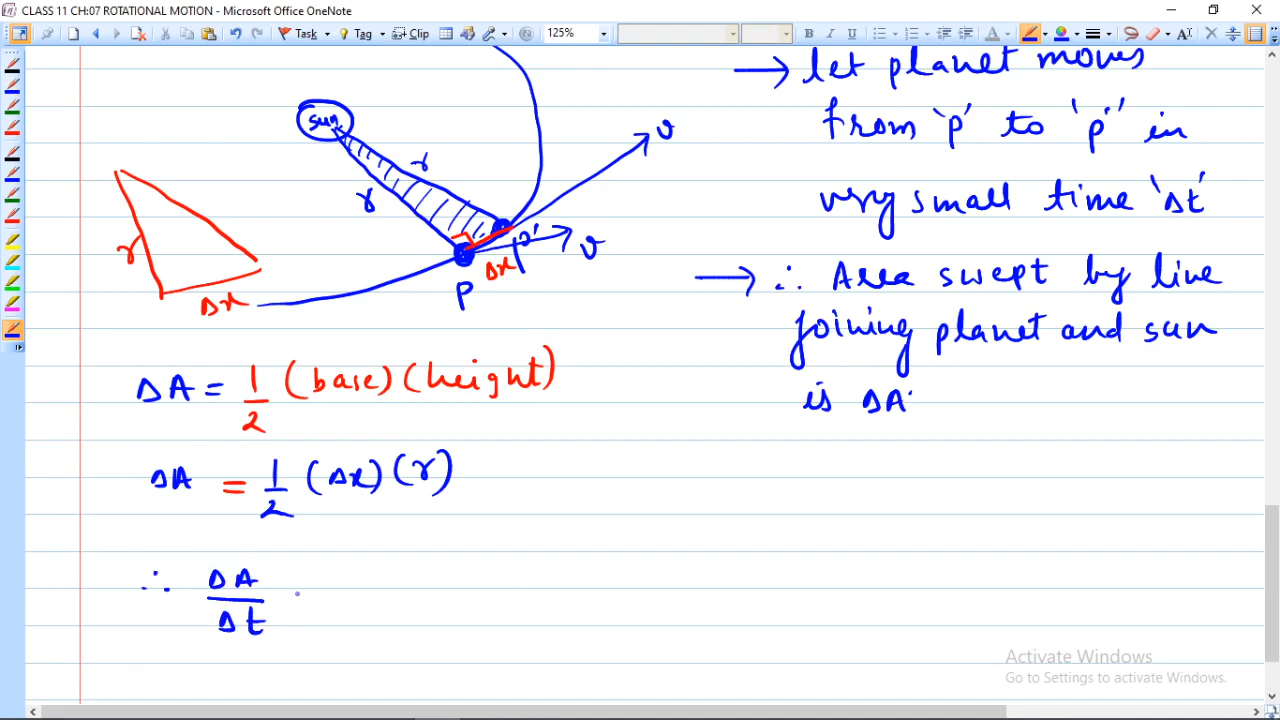 CLASS 11 CH:07 ROTATIONAL MOTION - Microsoft Office OneNote
Task Tag Clip 125% B I U
→ let planet moves
from 'p' to 'p'' in
very small time 'Δt'
→ ∴ Area swept by line
joining planet and sun
is ΔA.
sun
r
r
v
v
P'
Δx
P
r
Δx
ΔA = 1/2 (base)(height)
ΔA = 1/2 (Δx)(r)
∴ ΔA/Δt
Activate Windows
Go to Settings to activate Windows.